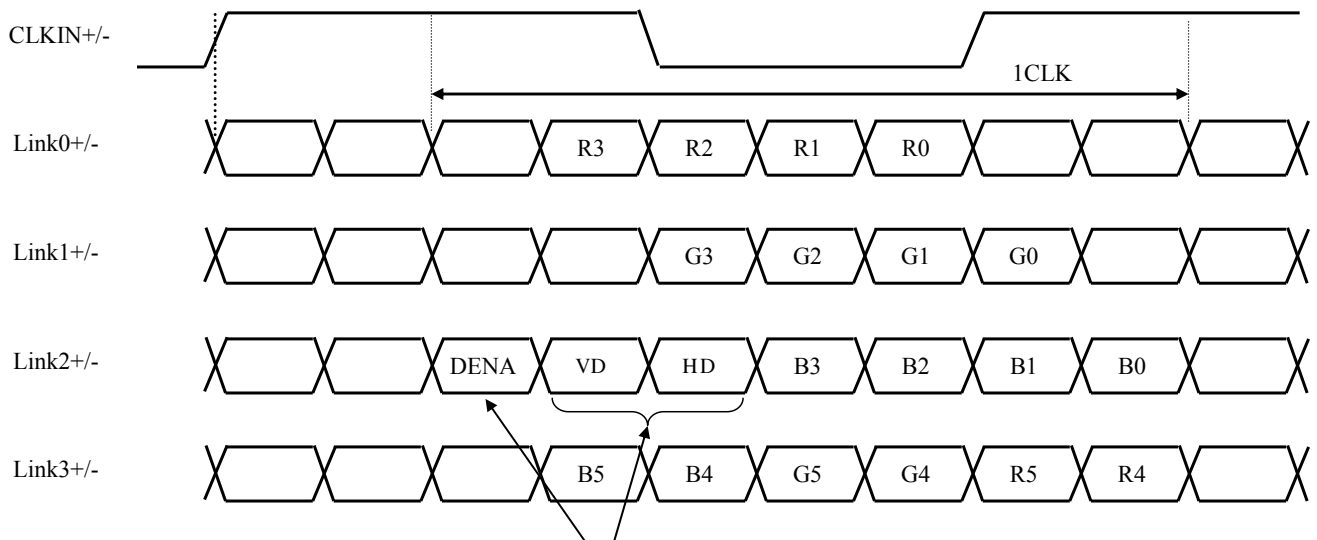 CLKIN+/-
1CLK
Link0+/- R3 R2 R1 R0
Link1+/- G3 G2 G1 G0
Link2+/- DENA VD HD B3 B2 B1 B0
Link3+/- B5 B4 G5 G4 R5 R4